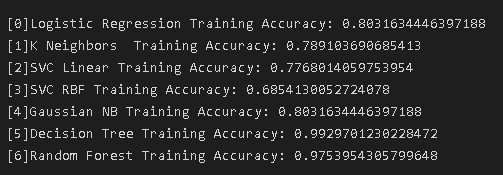 [0]Logistic Regression Training Accuracy: 0.8031634446397188
[1]K Neighbors  Training Accuracy: 0.789103690685413
[2]SVC Linear Training Accuracy: 0.7768014059753954
[3]SVC RBF Training Accuracy: 0.6854130052724078
[4]Gaussian NB Training Accuracy: 0.8031634446397188
[5]Decision Tree Training Accuracy: 0.9929701230228472
[6]Random Forest Training Accuracy: 0.9753954305799648